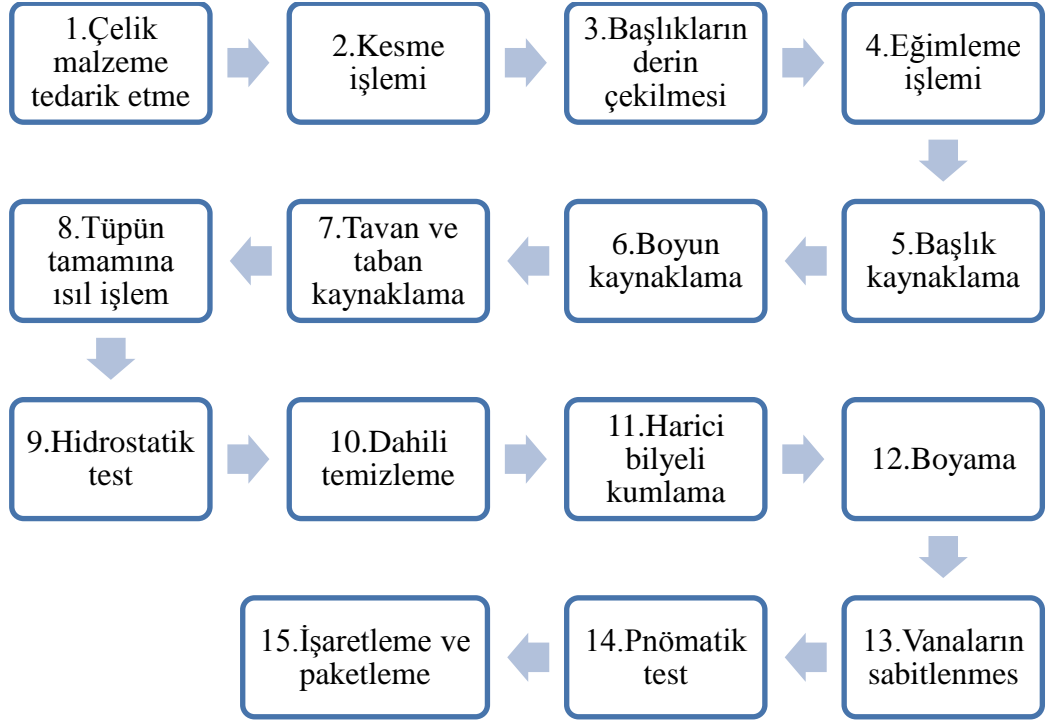 1.Çelik
malzeme
tedarik etme
2.Kesme
işlemi
3.Başlıkların
derin
çekilmesi
4.Eğimleme
işlemi
5.Başlık
kaynaklama
6.Boyun
kaynaklama
7.Tavan ve
taban
kaynaklama
8.Tüpün
tamamına
ısıl işlem
9.Hidrostatik
test
10.Dahili
temizleme
11.Harici
bilyeli
kumlama
12.Boyama
13.Vanaların
sabitlenmes
14.Pnömatik
test
15.İşaretleme ve
paketleme